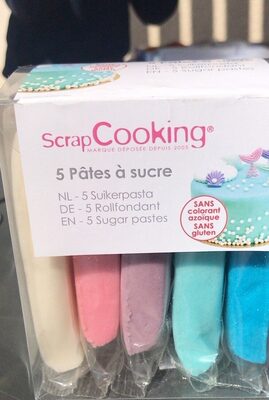 ScrapCooking®
MARQUE DÉPOSÉE DEPUIS 2005
5 Pâtes à sucre
NL - 5 Suikerpasta
DE - 5 Rollfondant
EN - 5 Sugar pastes
SANS
colorant
azoïque
SANS
gluten